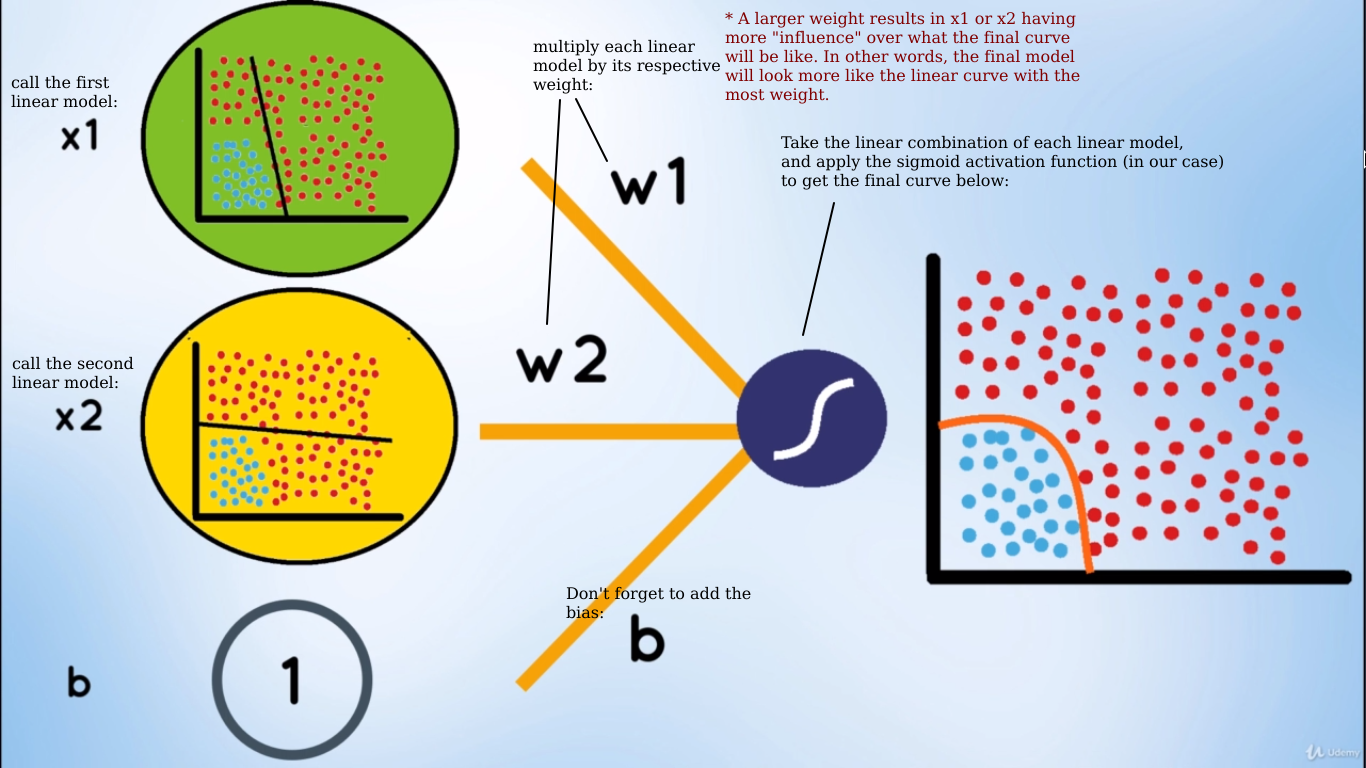 call the first
linear model:
x1
multiply each linear
model by its respective
weight:
* A larger weight results in x1 or x2 having
more "influence" over what the final curve
will be like. In other words, the final model
will look more like the linear curve with the
most weight.
Take the linear combination of each linear model,
and apply the sigmoid activation function (in our case)
to get the final curve below:
w1
call the second
linear model:
x2
w2
Don't forget to add the
bias:
b
b
1
Udemy